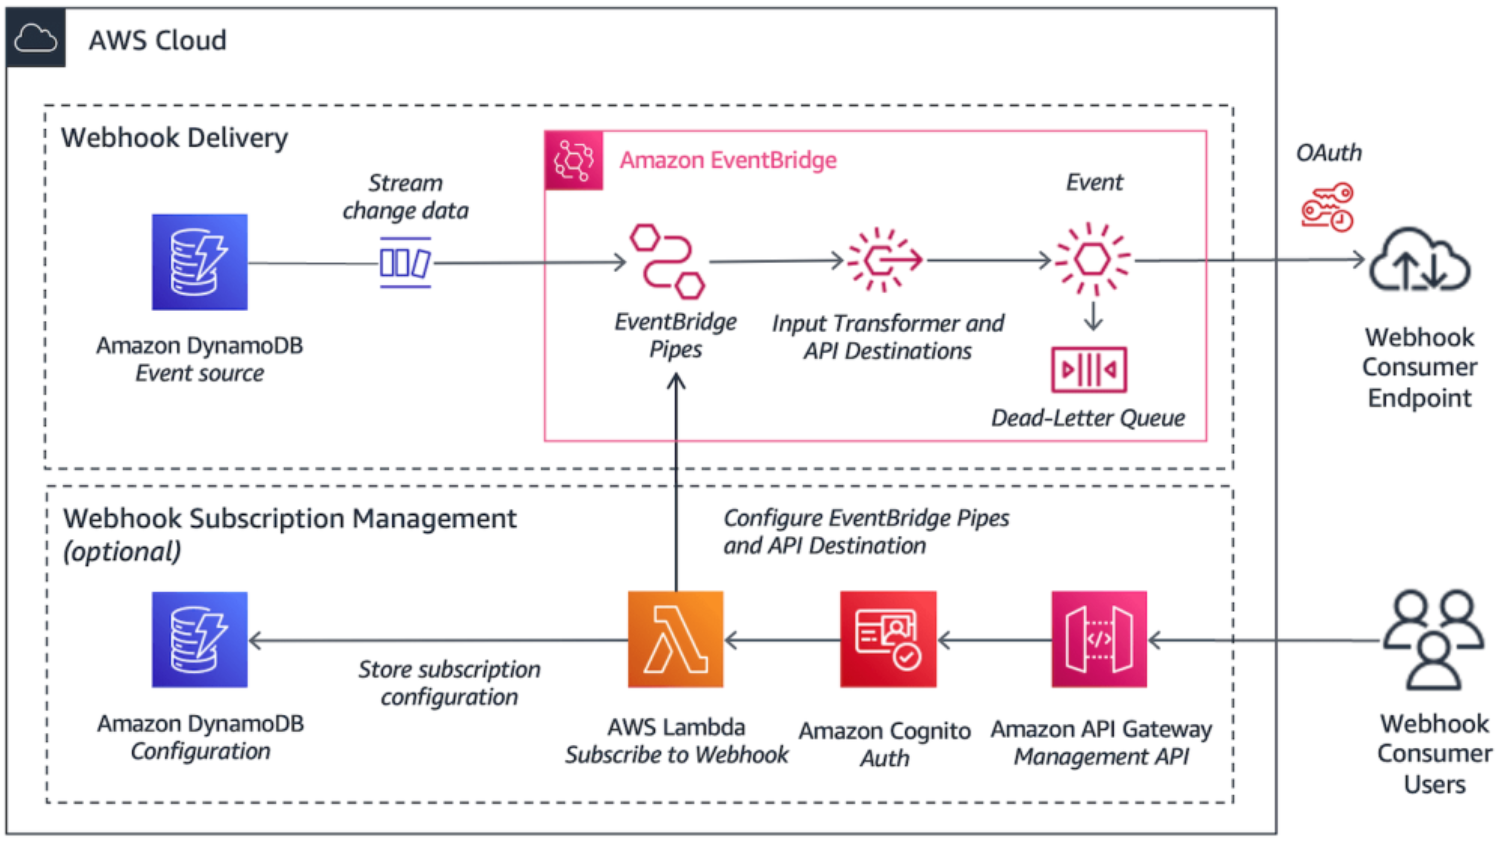 AWS Cloud
Webhook Delivery
Amazon EventBridge
OAuth
Stream
change data
Event
EventBridge
Pipes
Input Transformer and
API Destinations
Amazon DynamoDB
Event source
Dead-Letter Queue
Webhook
Consumer
Endpoint
Webhook Subscription Management
(optional)
Configure EventBridge Pipes
and API Destination
</>
Store subscription
configuration
Amazon DynamoDB
Configuration
AWS Lambda
Subscribe to Webhook
Amazon Cognito
Auth
Amazon API Gateway
Management API
Webhook
Consumer
Users